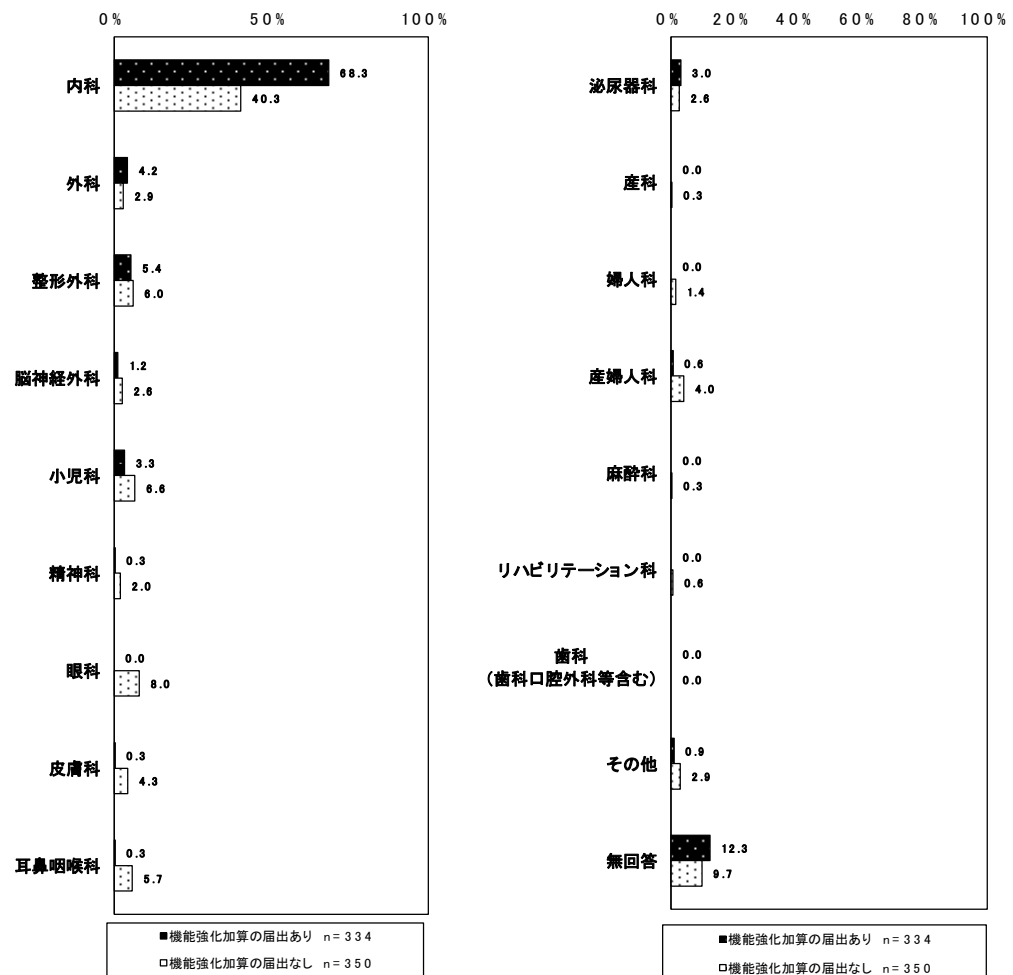 0% 50% 100%
内科 68.3
40.3
外科 4.2
2.9
整形外科 5.4
6.0
脳神経外科 1.2
2.6
小児科 3.3
6.6
精神科 0.3
2.0
眼科 0.0
8.0
皮膚科 0.3
4.3
耳鼻咽喉科 0.3
5.7
■機能強化加算の届出あり n=334
□機能強化加算の届出なし n=350
0% 20% 40% 60% 80% 100%
泌尿器科 3.0
2.6
産科 0.0
0.3
婦人科 0.0
1.4
産婦人科 0.6
4.0
麻酔科 0.0
0.3
リハビリテーション科 0.0
0.6
歯科 0.0
(歯科口腔外科等含む) 0.0
その他 0.9
2.9
無回答 12.3
9.7
■機能強化加算の届出あり n=334
□機能強化加算の届出なし n=350